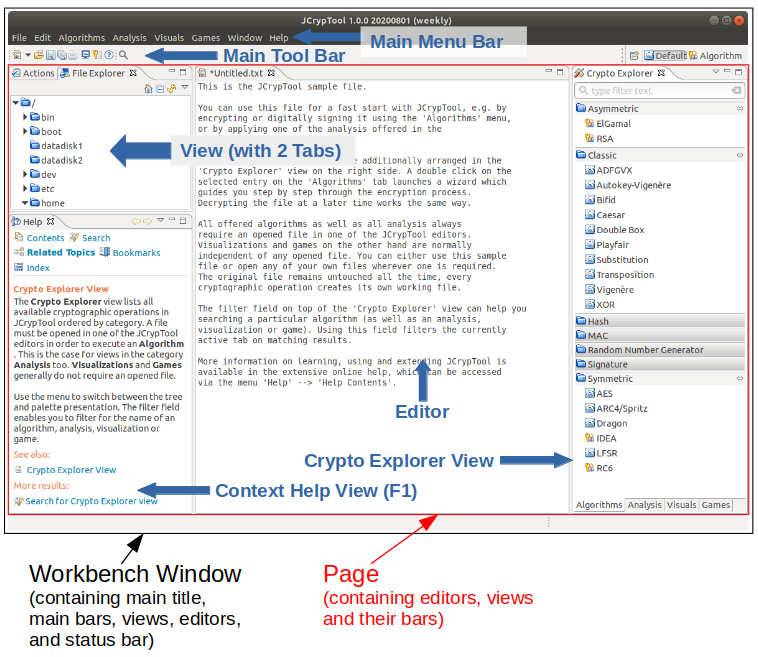 JCrypTool 1.0.0 20200801 (weekly)
File Edit Algorithms Analysis Visuals Games Window Help
Main Menu Bar
Main Tool Bar
Default Algorithm
Actions File Explorer
/
bin
boot
datadisk1
datadisk2
dev
etc
home
View (with 2 Tabs)
Help
Contents Search
Related Topics Bookmarks
Index
Crypto Explorer View
The Crypto Explorer view lists all
available cryptographic operations in
JCrypTool ordered by category. A file
must be opened in one of the JCrypTool
editors in order to execute an Algorithm
. This is the case for views in the category
Analysis too. Visualizations and Games
generally do not require an opened file.
Use the menu to switch between the tree
and palette presentation. The filter field
enables you to filter for the name of an
algorithm, analysis, visualization or
game.
See also:
Crypto Explorer View
More results:
Search for Crypto Explorer view
Context Help View (F1)
*Untitled.txt
This is the JCrypTool sample file.
You can use this file for a fast start with JCrypTool, e.g. by
encrypting or digitally signing it using the 'Algorithms' menu,
or by applying one of the analysis offered in the
additionally arranged in the
'Crypto Explorer' view on the right side. A double click on the
selected entry on the 'Algorithms' tab launches a wizard which
guides you step by step through the encryption process.
Decrypting the file at a later time works the same way.
All offered algorithms as well as all analysis always
require an opened file in one of the JCrypTool editors.
Visualizations and games on the other hand are normally
independent of any opened file. You can either use this sample
file or open any of your own files wherever one is required.
The original file remains untouched all the time, every
cryptographic operation creates its own working file.
The filter field on top of the 'Crypto Explorer' view can help you
searching a particular algorithm (as well as an analysis,
visualization or game). Using this field filters the currently
active tab on matching results.
More information on learning, using and extending JCrypTool is
available in the extensive online help, which can be accessed
via the menu 'Help' --> 'Help Contents'.
Editor
Crypto Explorer View
Crypto Explorer
type filter text
Asymmetric
ElGamal
RSA
Classic
ADFGVX
Autokey-Vigenère
Bifid
Caesar
Double Box
Playfair
Substitution
Transposition
Vigenère
XOR
Hash
MAC
Random Number Generator
Signature
Symmetric
AES
ARC4/Spritz
Dragon
IDEA
LFSR
RC6
Algorithms Analysis Visuals Games
Workbench Window
(containing main title,
main bars, views, editors,
and status bar)
Page
(containing editors, views
and their bars)